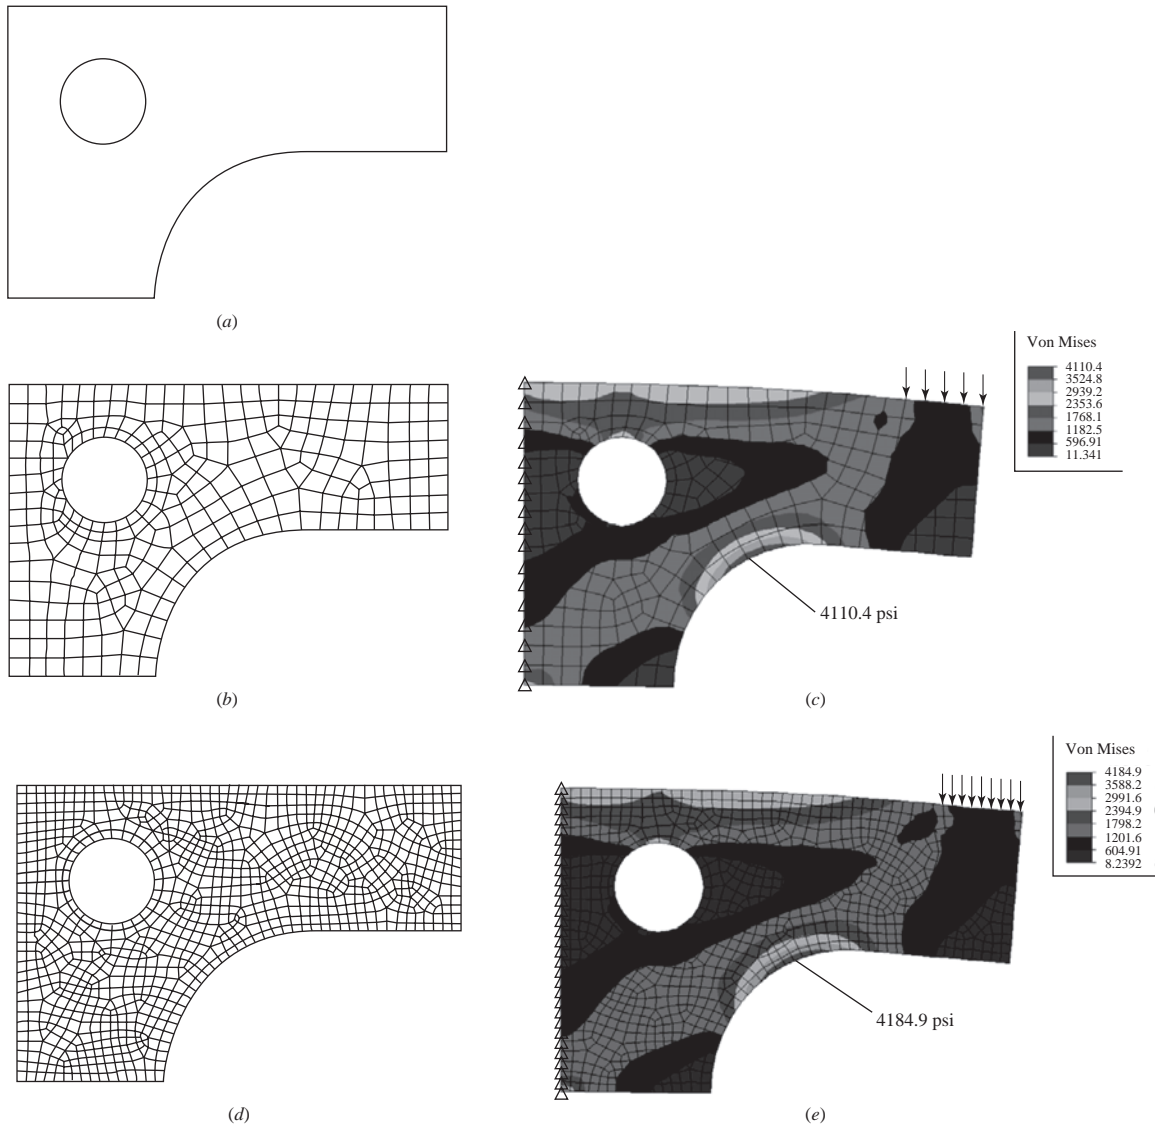 (a)
Von Mises
4110.4
3524.8
2939.2
2353.6
1768.1
1182.5
596.91
11.341
4110.4 psi
(b)
(c)
Von Mises
4184.9
3588.2
2991.6
2394.9
1798.2
1201.6
604.91
8.2392
4184.9 psi
(d)
(e)